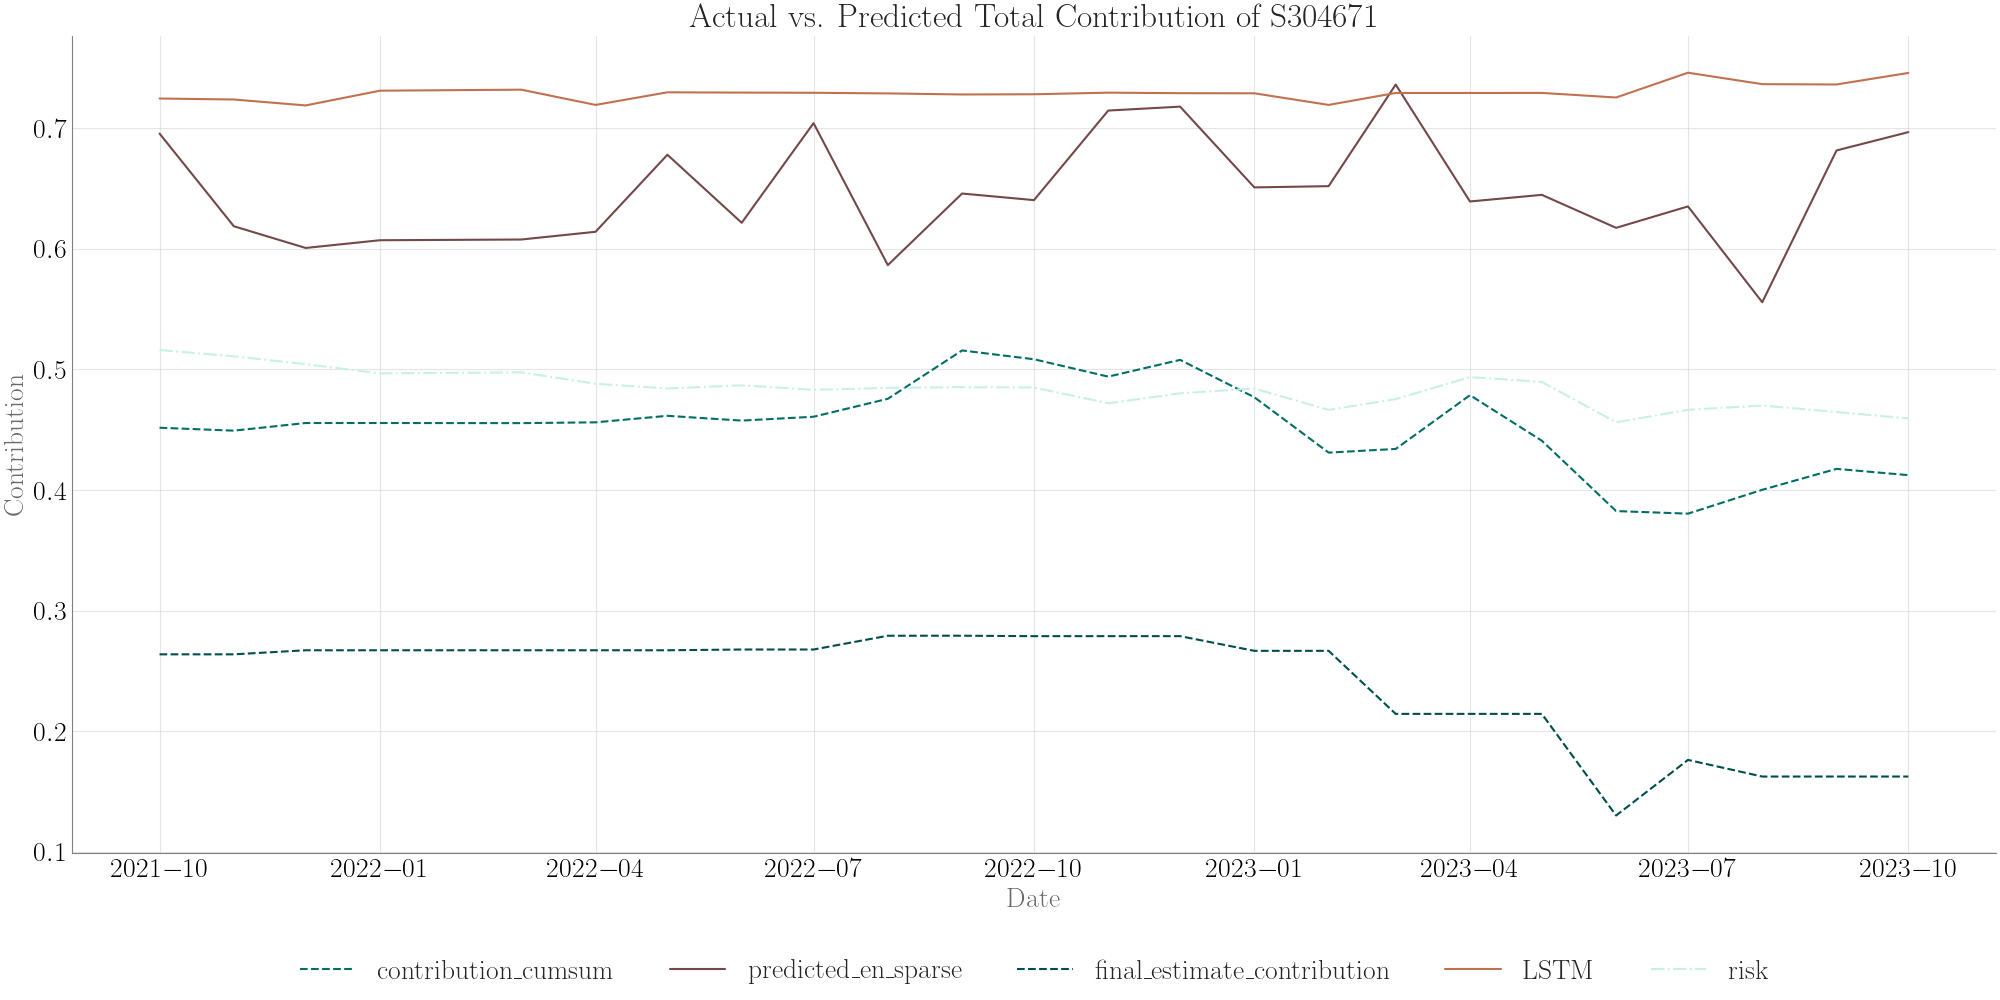 Actual vs. Predicted Total Contribution of S304671
Contribution
0.7
0.6
0.5
0.4
0.3
0.2
0.1
2021–10 2022–01 2022–04 2022–07 2022–10 2023–01 2023–04 2023–07 2023–10
Date
contribution_cumsum predicted_en_sparse final_estimate_contribution LSTM risk